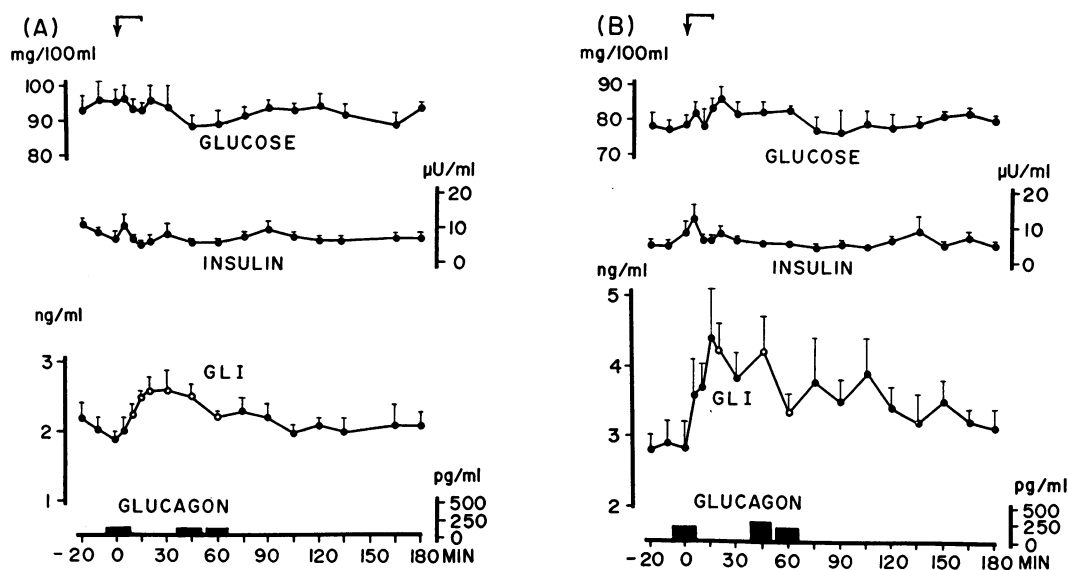 (A)
mg/100ml
100
90
80
GLUCOSE
µU/ml
20
10
0
INSULIN
ng/ml
3
2
1
GLI
GLUCAGON
pg/ml
500
250
0
-20 0 30 60 90 120 150 180 MIN
(B)
mg/100ml
90
80
70
GLUCOSE
µU/ml
20
10
0
INSULIN
ng/ml
5
4
3
2
GLI
GLUCAGON
pg/ml
500
250
0
-20 0 30 60 90 120 150 180 MIN